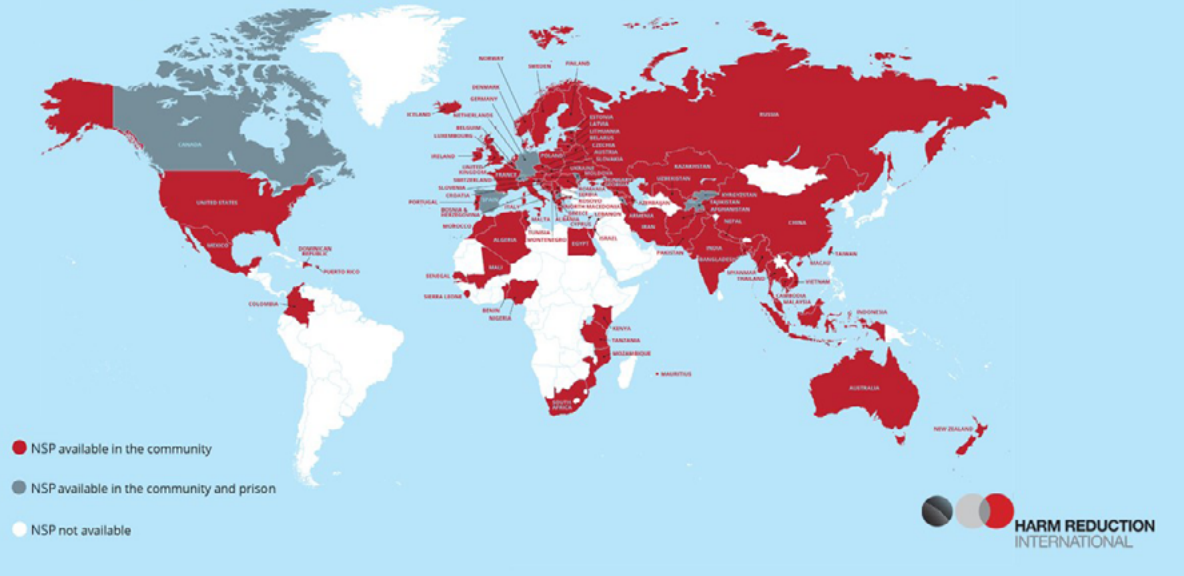 NORWAY
SWEDEN
FINLAND
DENMARK
GERMANY
ICELAND
NETHERLANDS
BELGIUM
LUXEMBOURG
ESTONIA
LATVIA
LITHUANIA
BELARUS
CZECHIA
AUSTRIA
SLOVAKIA
RUSSIA
CANADA
IRELAND
UNITED
KINGDOM
SWITZERLAND
FRANCE
POLAND
UKRAINE
MOLDOVA
KAZAKHSTAN
UZBEKISTAN
SLOVENIA
CROATIA
PORTUGAL
SPAIN
ITALY
BOSNIA &
HERZEGOVINA
MOROCCO
ROMANIA
SERBIA
KOSOVO
NORTH MACEDONIA
GREECE
CYPRUS
LEBANON
AZERBAIJAN
ARMENIA
KYRGYZSTAN
TAJIKISTAN
AFGHANISTAN
UNITED STATES
MALTA
ALBANIA
TUNISIA
MONTENEGRO
ISRAEL
IRAN
NEPAL
CHINA
MEXICO
ALGERIA
EGYPT
PAKISTAN
INDIA
BANGLADESH
TAIWAN
MACAU
DOMINICAN
REPUBLIC
PUERTO RICO
MALI
SENEGAL
MYANMAR
THAILAND
VIETNAM
CAMBODIA
MALAYSIA
SIERRA LEONE
COLOMBIA
BENIN
NIGERIA
INDONESIA
KENYA
TANZANIA
MOZAMBIQUE
MAURITIUS
SOUTH
AFRICA
AUSTRALIA
NEW ZEALAND
NSP available in the community
NSP available in the community and prison
NSP not available
HARM REDUCTION
INTERNATIONAL